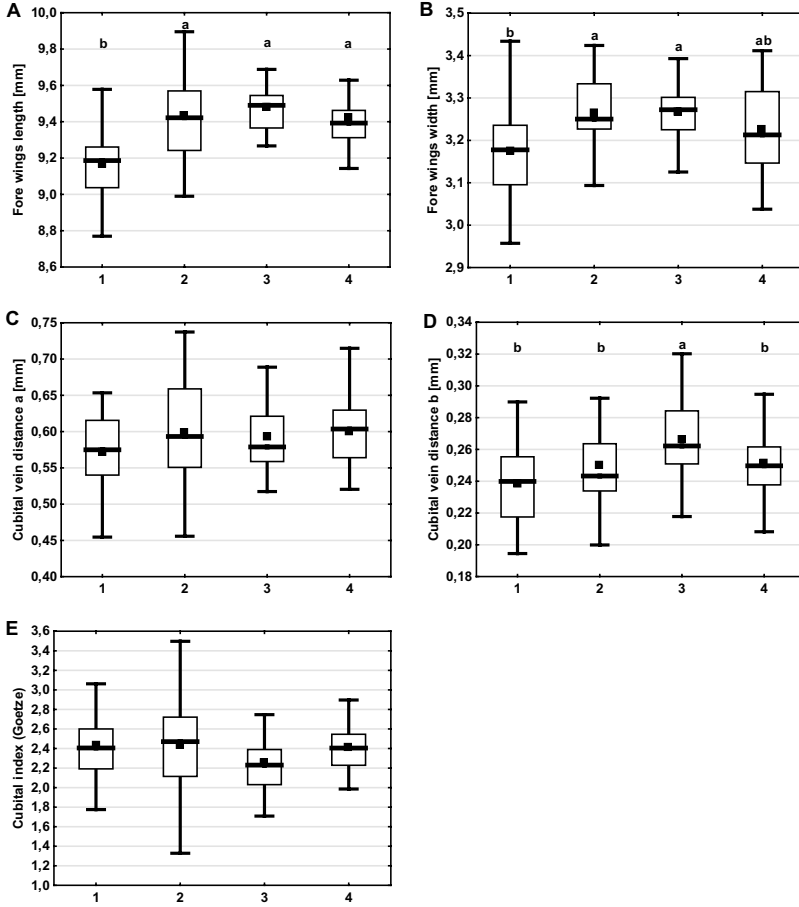 A
Fore wings length [mm]
10,0
9,8
9,6
9,4
9,2
9,0
8,8
8,6
b
a
a
a
1 2 3 4
B
Fore wings width [mm]
3,5
3,4
3,3
3,2
3,1
3,0
2,9
b
a
a
ab
1 2 3 4
C
Cubital vein distance a [mm]
0,75
0,70
0,65
0,60
0,55
0,50
0,45
0,40
1 2 3 4
D
Cubital vein distance b [mm]
0,34
0,32
0,30
0,28
0,26
0,24
0,22
0,20
0,18
b
b
a
b
1 2 3 4
E
Cubital index (Goetze)
3,6
3,4
3,2
3,0
2,8
2,6
2,4
2,2
2,0
1,8
1,6
1,4
1,2
1,0
1 2 3 4